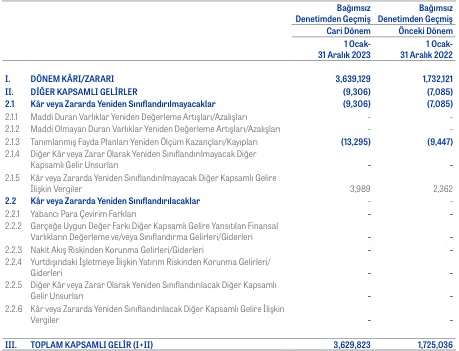 Bağımsız Bağımsız
Denetimden Geçmiş Denetimden Geçmiş
Cari Dönem Önceki Dönem
1 Ocak- 1 Ocak-
31 Aralık 2023 31 Aralık 2022
I. DÖNEM KÂRI/ZARARI 3,639,129 1,732,121
II. DİĞER KAPSAMLI GELİRLER (9,306) (7,085)
2.1 Kâr veya Zararda Yeniden Sınıflandırılmayacaklar (9,306) (7,085)
2.1.1 Maddi Duran Varlıklar Yeniden Değerleme Artışları/Azalışları - -
2.1.2 Maddi Olmayan Duran Varlıklar Yeniden Değerleme Artışları/Azalışları - -
2.1.3 Tanımlanmış Fayda Planları Yeniden Ölçüm Kazançları/Kayıpları (13,295) (9,447)
2.1.4 Diğer Kâr veya Zarar Olarak Yeniden Sınıflandırılmayacak Diğer
Kapsamlı Gelir Unsurları - -
2.1.5 Kâr veya Zararda Yeniden Sınıflandırılmayacak Diğer Kapsamlı Gelire
İlişkin Vergiler 3,989 2,362
2.2 Kâr veya Zararda Yeniden Sınıflandırılacaklar - -
2.2.1 Yabancı Para Çevirim Farkları - -
2.2.2 Gerçeğe Uygun Değer Farkı Diğer Kapsamlı Gelire Yansıtılan Finansal
Varlıkların Değerleme ve/veya Sınıflandırma Gelirleri/Giderleri - -
2.2.3 Nakit Akış Riskinden Korunma Gelirleri/Giderleri - -
2.2.4 Yurtdışındaki İşletmeye İlişkin Yatırım Riskinden Korunma Gelirleri/
Giderleri - -
2.2.5 Diğer Kâr veya Zarar Olarak Yeniden Sınıflandırılacak Diğer Kapsamlı
Gelir Unsurları - -
2.2.6 Kâr veya Zararda Yeniden Sınıflandırılacak Diğer Kapsamlı Gelire İlişkin
Vergiler - -
III. TOPLAM KAPSAMLI GELİR (I+II) 3,629,823 1,725,036